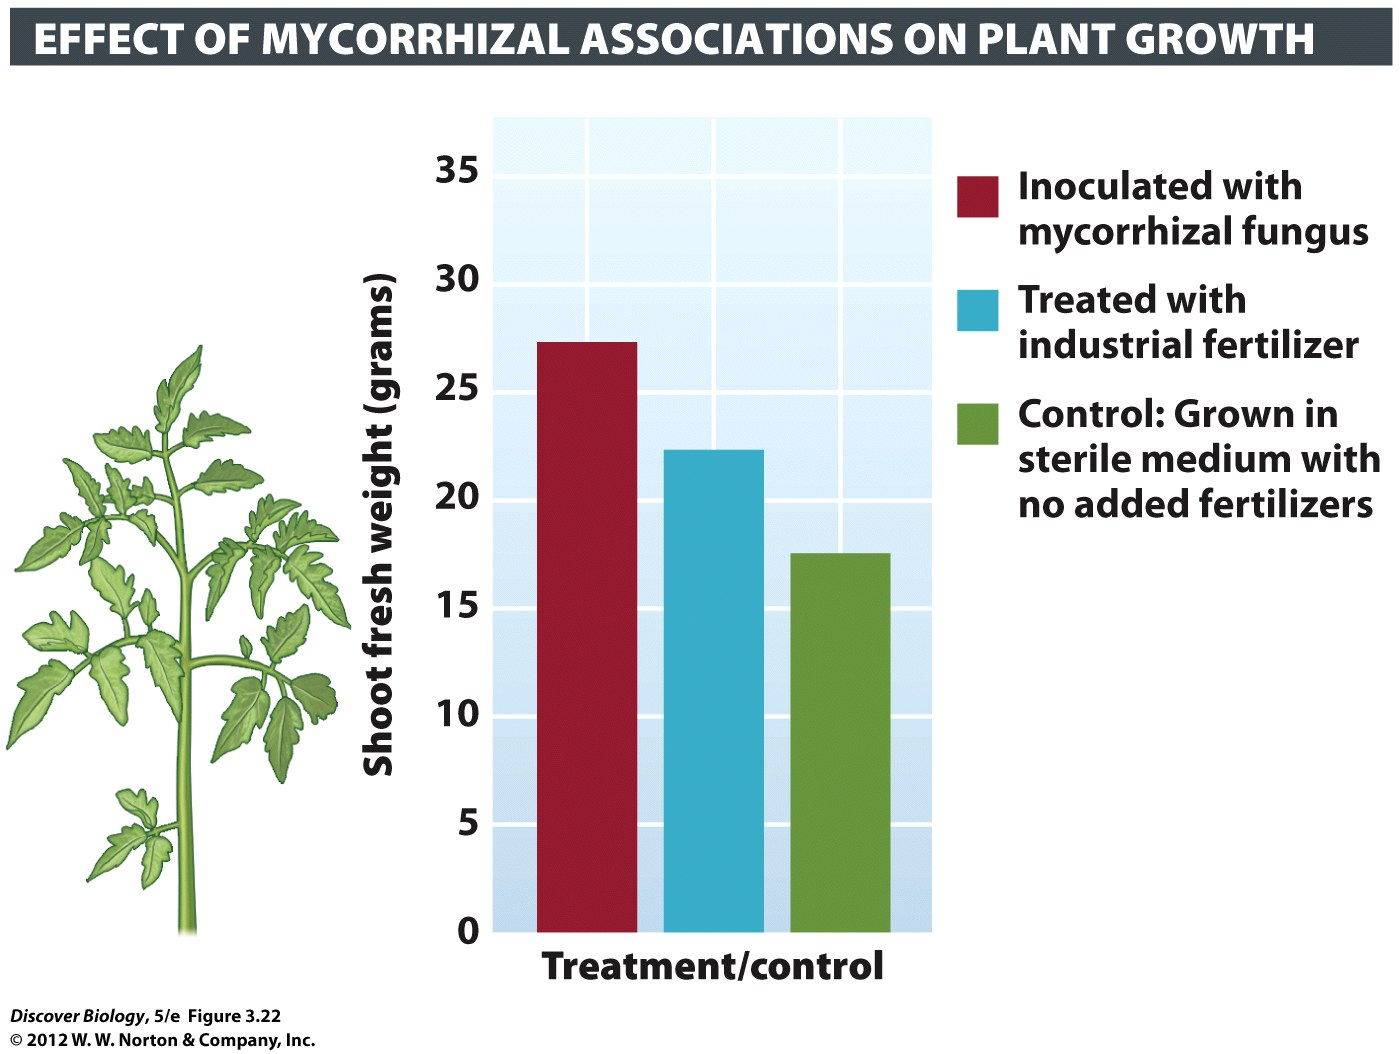 EFFECT OF MYCORRHIZAL ASSOCIATIONS ON PLANT GROWTH
Shoot fresh weight (grams)
35
30
25
20
15
10
5
0
Treatment/control
Inoculated with
mycorrhizal fungus
Treated with
industrial fertilizer
Control: Grown in
sterile medium with
no added fertilizers
Discover Biology, 5/e Figure 3.22
© 2012 W. W. Norton & Company, Inc.